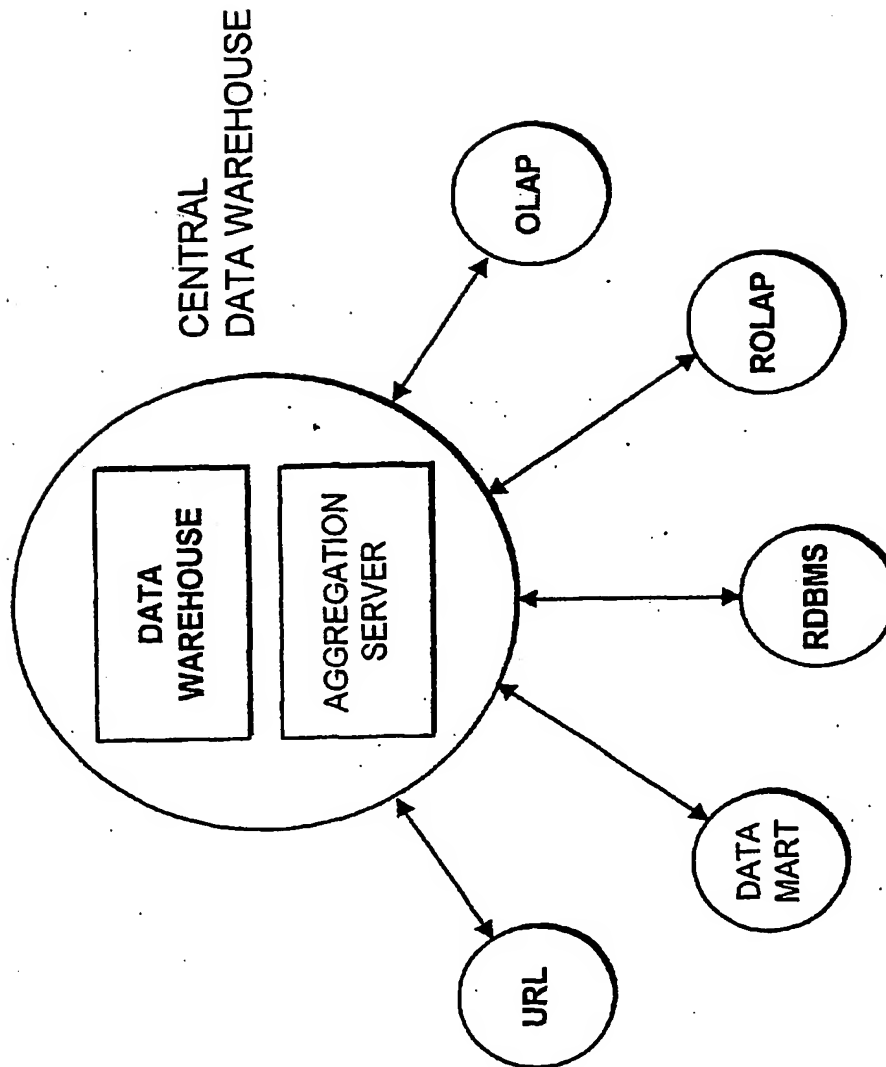 CENTRAL
DATA WAREHOUSE
DATA
WAREHOUSE
AGGREGATION
SERVER
URL
DATA
MART
RDBMS
ROLAP
OLAP